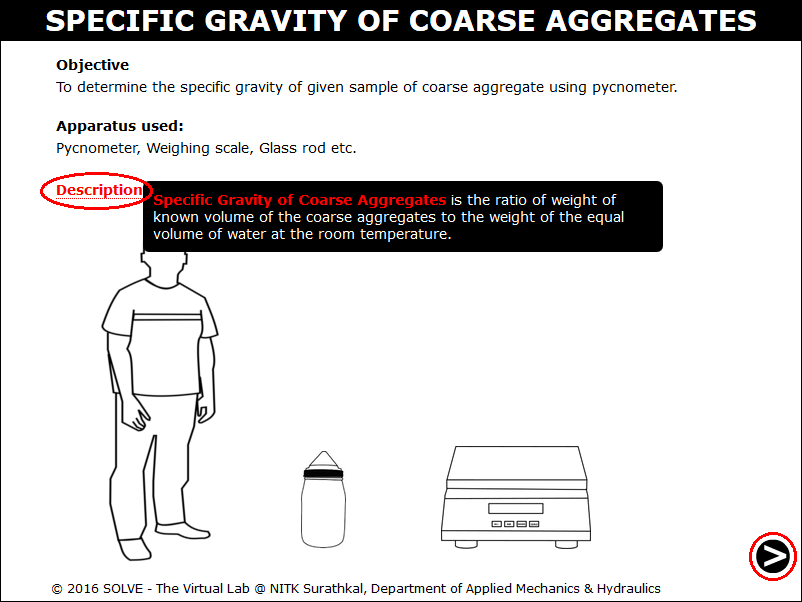 SPECIFIC GRAVITY OF COARSE AGGREGATES
Objective
To determine the specific gravity of given sample of coarse aggregate using pycnometer.
Apparatus used:
Pycnometer, Weighing scale, Glass rod etc.
Description
Specific Gravity of Coarse Aggregates is the ratio of weight of
known volume of the coarse aggregates to the weight of the equal
volume of water at the room temperature.
>
© 2016 SOLVE - The Virtual Lab @ NITK Surathkal, Department of Applied Mechanics & Hydraulics